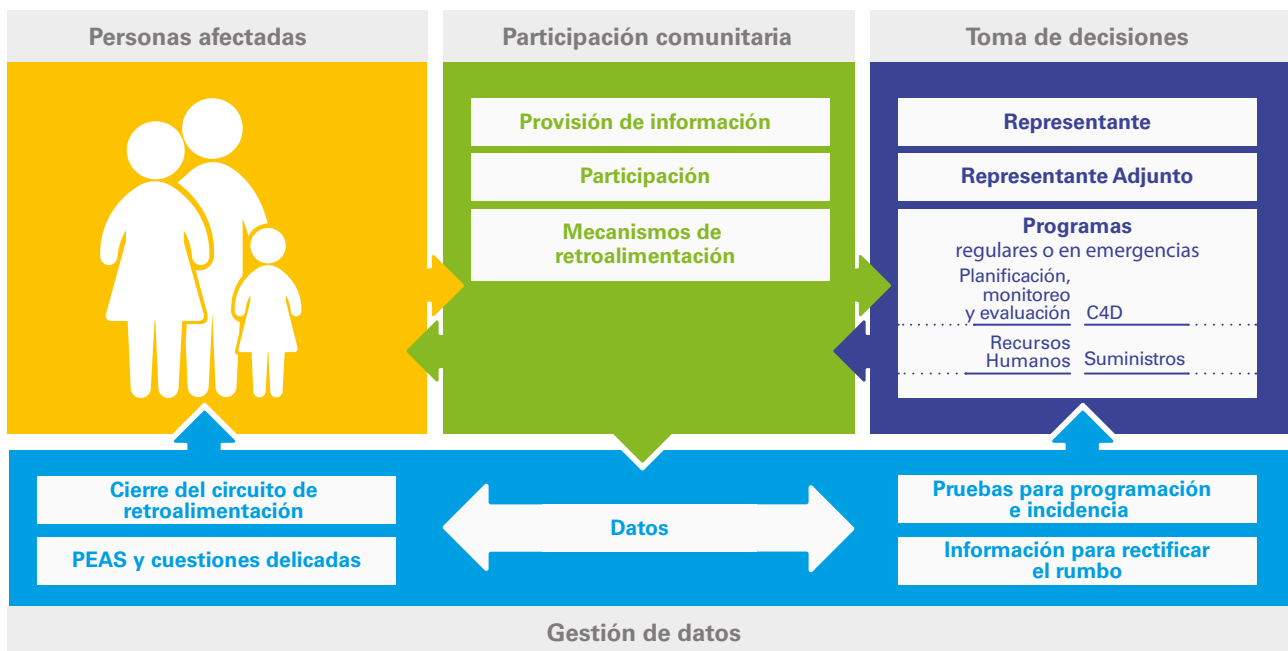 Personas afectadas
Participación comunitaria
Toma de decisiones
Provisión de información
Participación
Mecanismos de
retroalimentación
Representante
Representante Adjunto
Programas
regulares o en emergencias
Planificación,
monitoreo
y evaluación
C4D
Recursos
Humanos
Suministros
Cierre del circuito de
retroalimentación
PEAS y cuestiones delicadas
Datos
Pruebas para programación
e incidencia
Información para rectificar
el rumbo
Gestión de datos